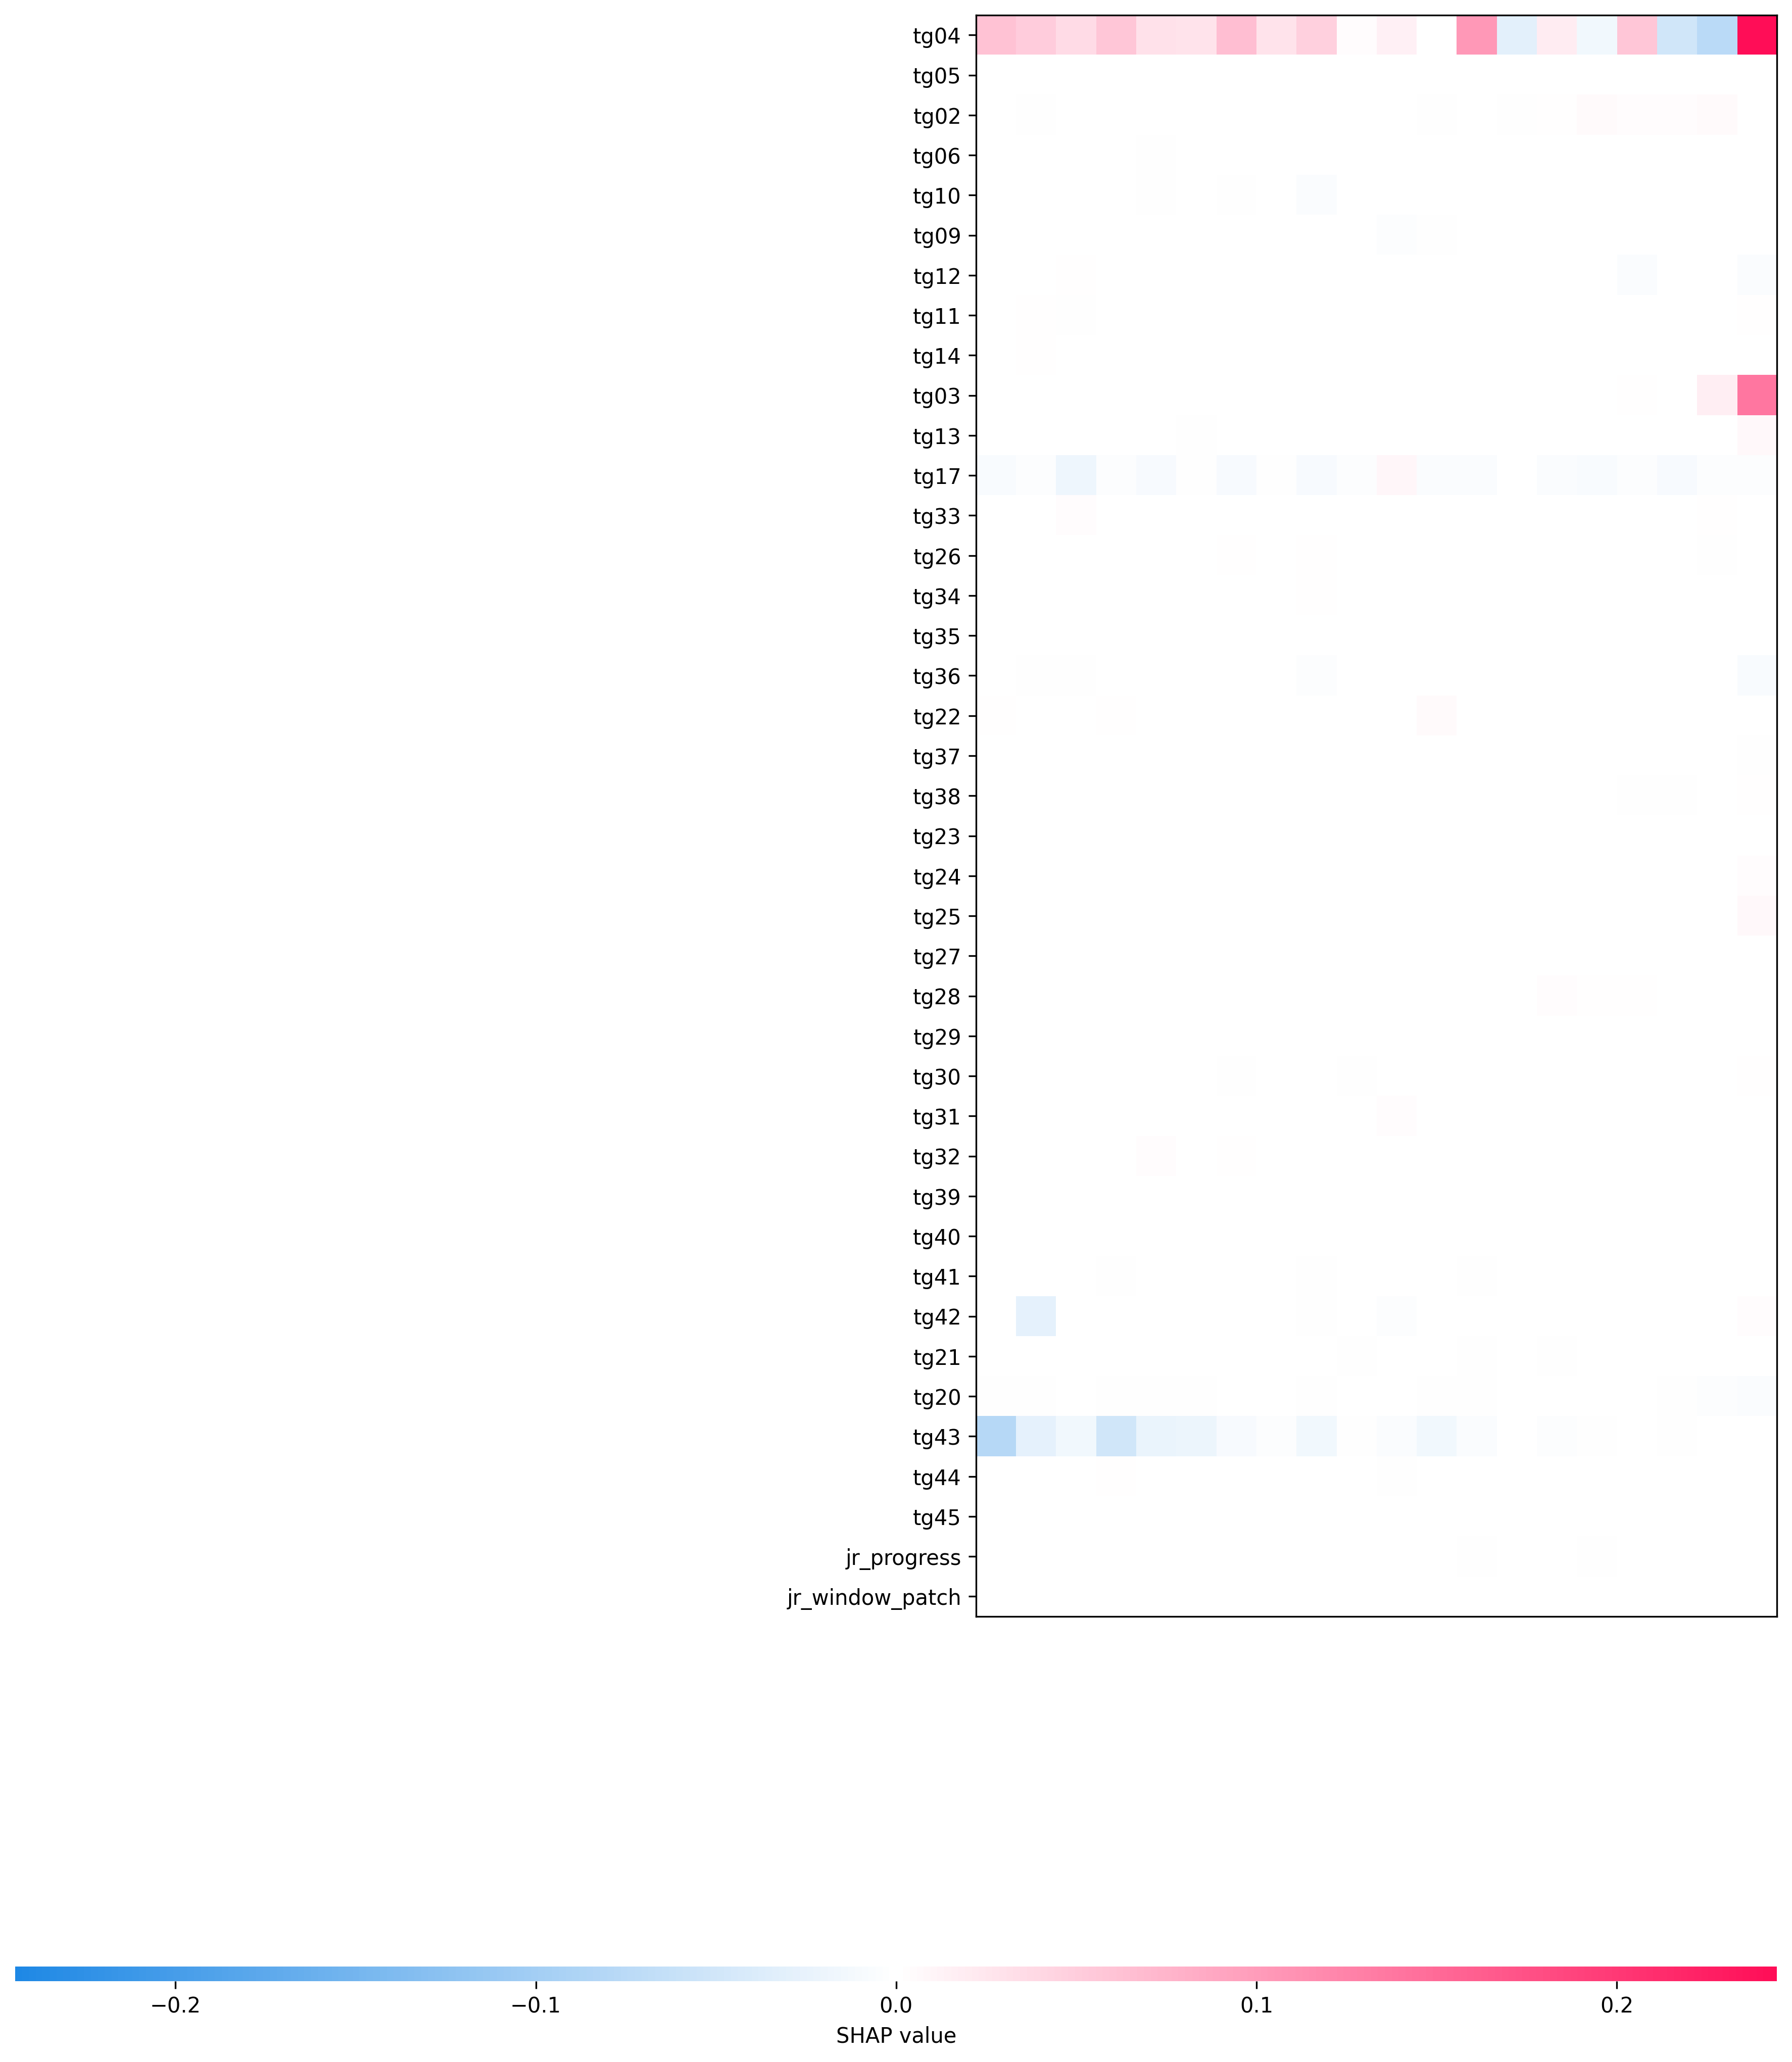 tg04
tg05
tg02
tg06
tg10
tg09
tg12
tg11
tg14
tg03
tg13
tg17
tg33
tg26
tg34
tg35
tg36
tg22
tg37
tg38
tg23
tg24
tg25
tg27
tg28
tg29
tg30
tg31
tg32
tg39
tg40
tg41
tg42
tg21
tg20
tg43
tg44
tg45
jr_progress
jr_window_patch
−0.2 −0.1 0.0 0.1 0.2
SHAP value